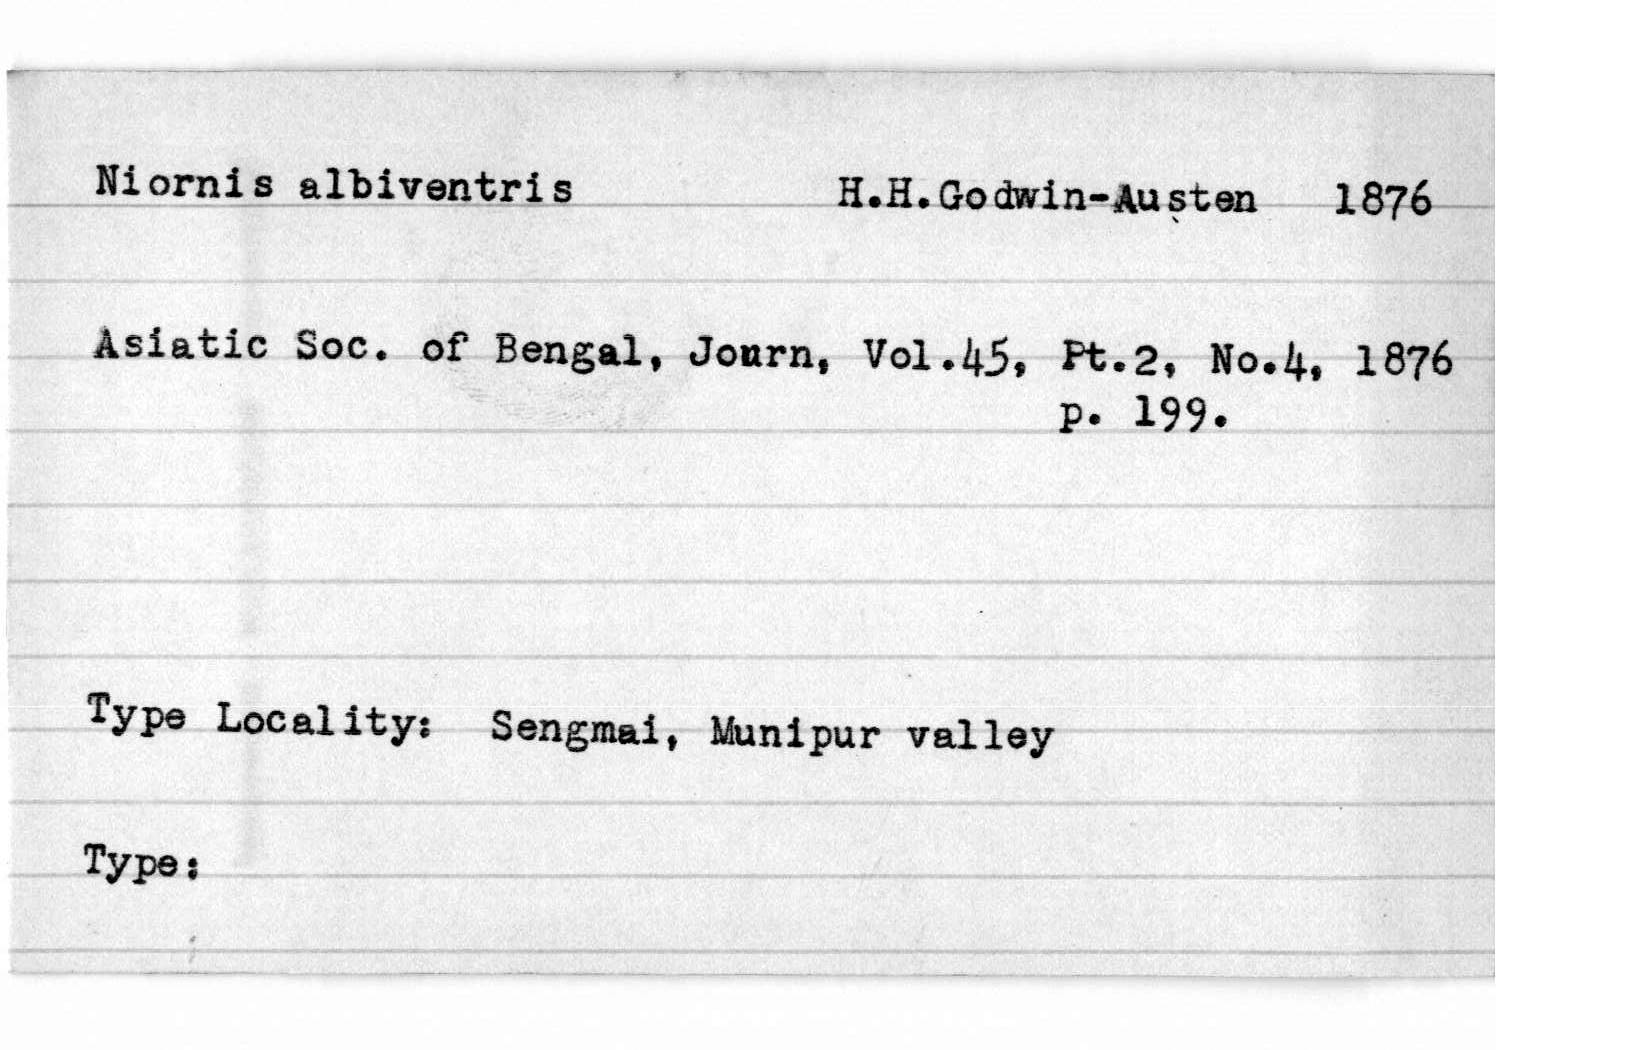 Niornis albiventris H.H.Godwin-Austen 1876
Asiatic Soc. of Bengal, Journ, Vol.45, Pt.2, No.4, 1876
p. 199.
Type Locality: Sengmai, Munipur valley
Type: